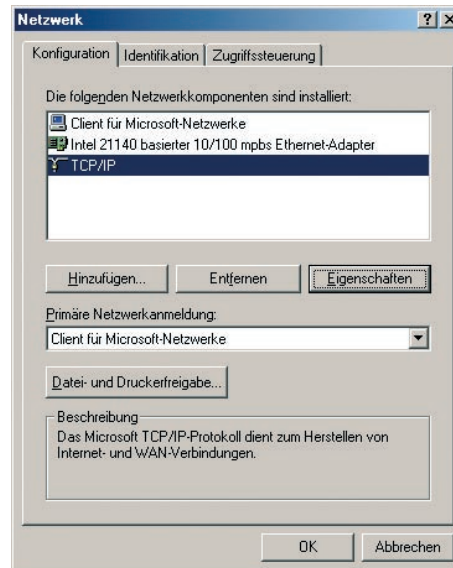 Netzwerk
Konfiguration
Identifikation
Zugriffssteuerung
Die folgenden Netzwerkkomponenten sind installiert:
Client für Microsoft-Netzwerke
Intel 21140 basierter 10/100 mpbs Ethernet-Adapter
TCP/IP
Hinzufügen...
Entfernen
Eigenschaften
Primäre Netzwerkanmeldung:
Client für Microsoft-Netzwerke
Datei- und Druckerfreigabe...
Beschreibung
Das Microsoft TCP/IP-Protokoll dient zum Herstellen von
Internet- und WAN-Verbindungen.
OK
Abbrechen